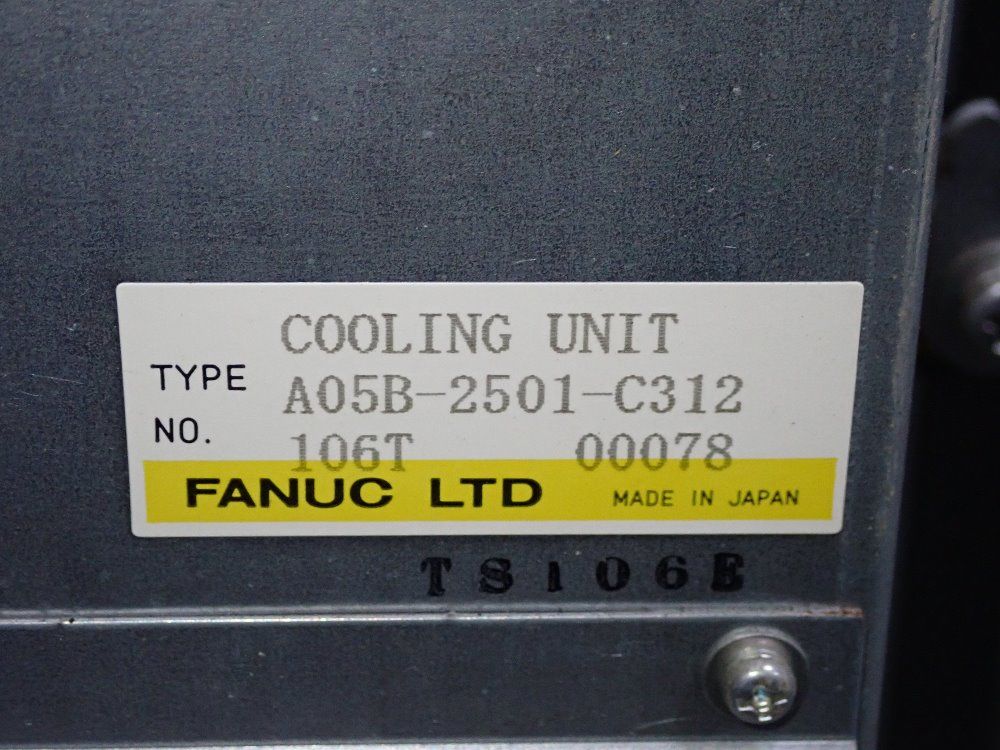 COOLING UNIT
TYPE A05B-2501-C312
NO. 106T 00078
FANUC LTD MADE IN JAPAN
TS106E